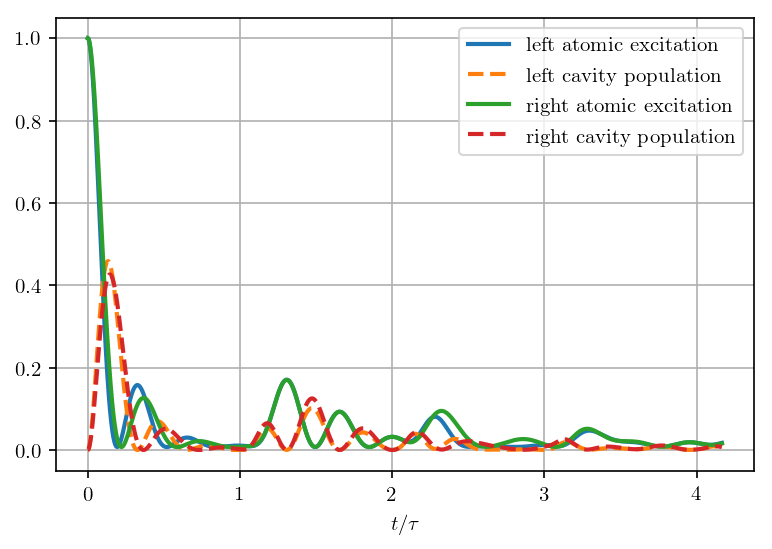 1.0
0.8
0.6
0.4
0.2
0.0
left atomic excitation
left cavity population
right atomic excitation
right cavity population
0 1 2 3 4
t/τ